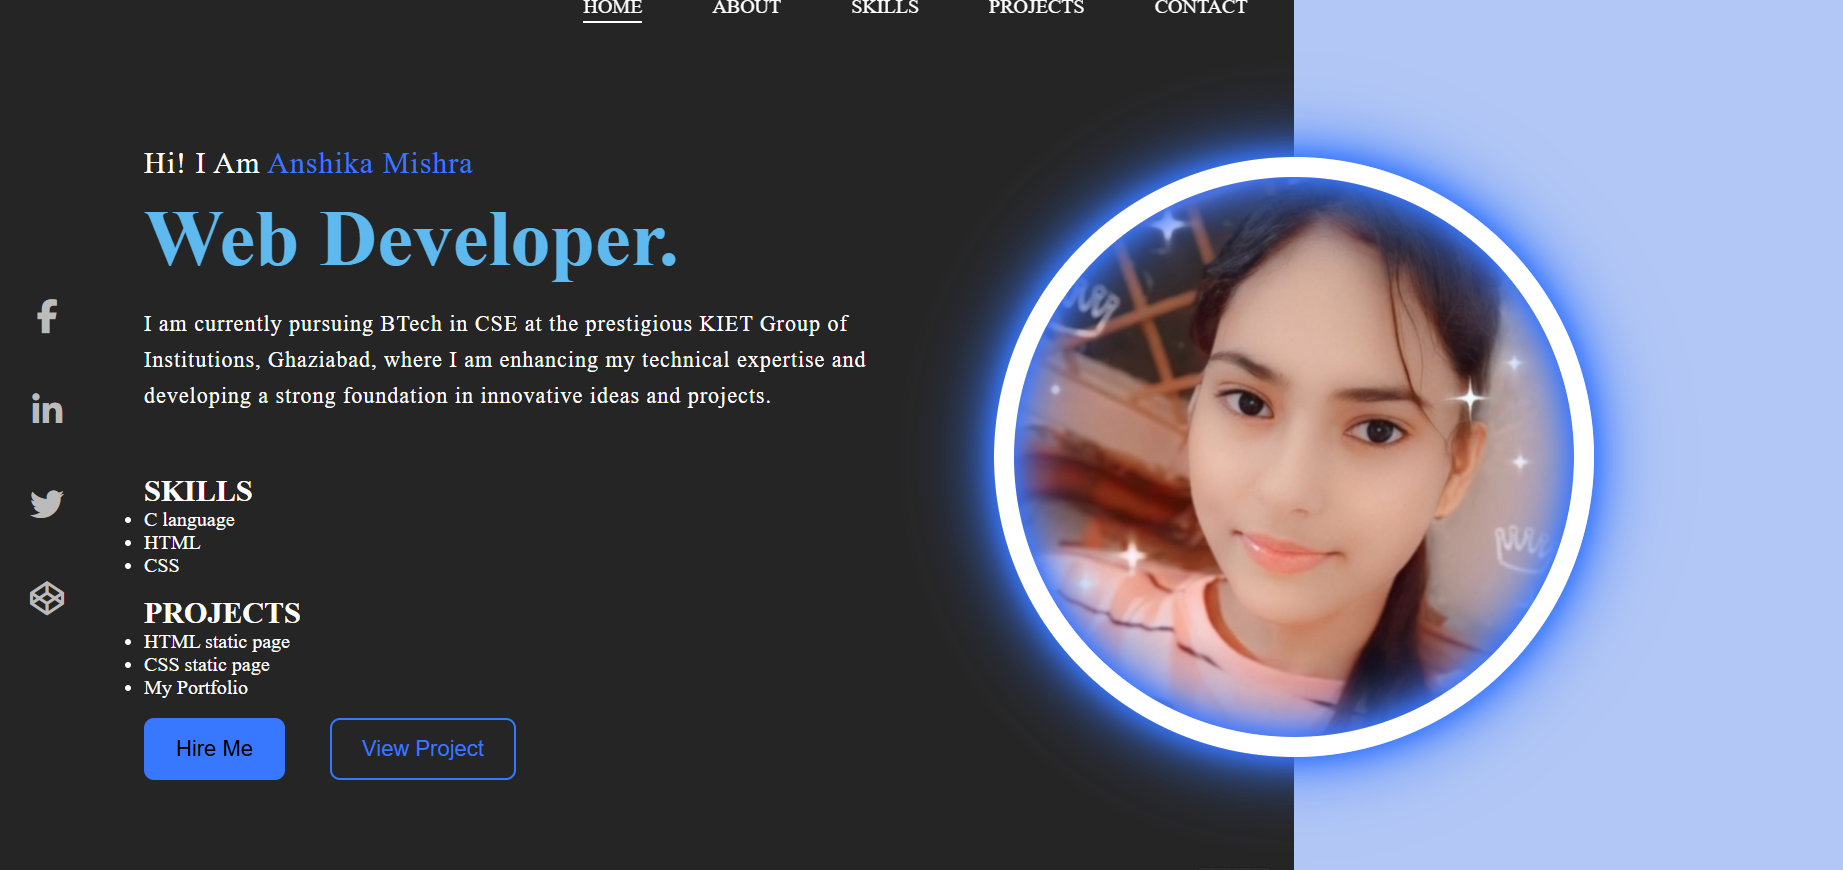 HOME ABOUT SKILLS PROJECTS CONTACT
Hi! I Am Anshika Mishra
Web Developer.
I am currently pursuing BTech in CSE at the prestigious KIET Group of
Institutions, Ghaziabad, where I am enhancing my technical expertise and
developing a strong foundation in innovative ideas and projects.
SKILLS
C language
HTML
CSS
PROJECTS
HTML static page
CSS static page
My Portfolio
Hire Me View Project